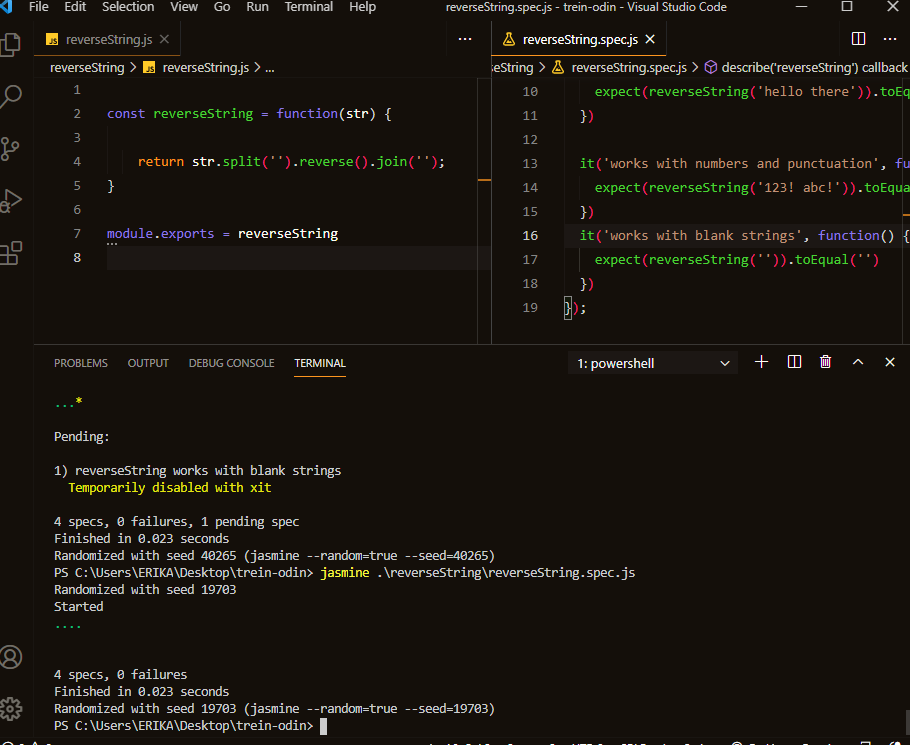 File Edit Selection View Go Run Terminal Help reverseString.spec.js - trein-odin - Visual Studio Code
JS reverseString.js
reverseString > JS reverseString.js > ...
1
2 const reverseString = function(str) {
3
4 return str.split('').reverse().join('');
5 }
6
7 module.exports = reverseString
8
reverseString.spec.js
eString > reverseString.spec.js > describe('reverseString') callback
10 expect(reverseString('hello there')).toEq
11 })
12
13 it('works with numbers and punctuation', fu
14 expect(reverseString('123! abc!')).toEqua
15 })
16 it('works with blank strings', function() {
17 expect(reverseString('')).toEqual('')
18 })
19 });
PROBLEMS OUTPUT DEBUG CONSOLE TERMINAL 1: powershell
...*
Pending:
1) reverseString works with blank strings
Temporarily disabled with xit
4 specs, 0 failures, 1 pending spec
Finished in 0.023 seconds
Randomized with seed 40265 (jasmine --random=true --seed=40265)
PS C:\Users\ERIKA\Desktop\trein-odin> jasmine .\reverseString\reverseString.spec.js
Randomized with seed 19703
Started
....
4 specs, 0 failures
Finished in 0.023 seconds
Randomized with seed 19703 (jasmine --random=true --seed=19703)
PS C:\Users\ERIKA\Desktop\trein-odin>